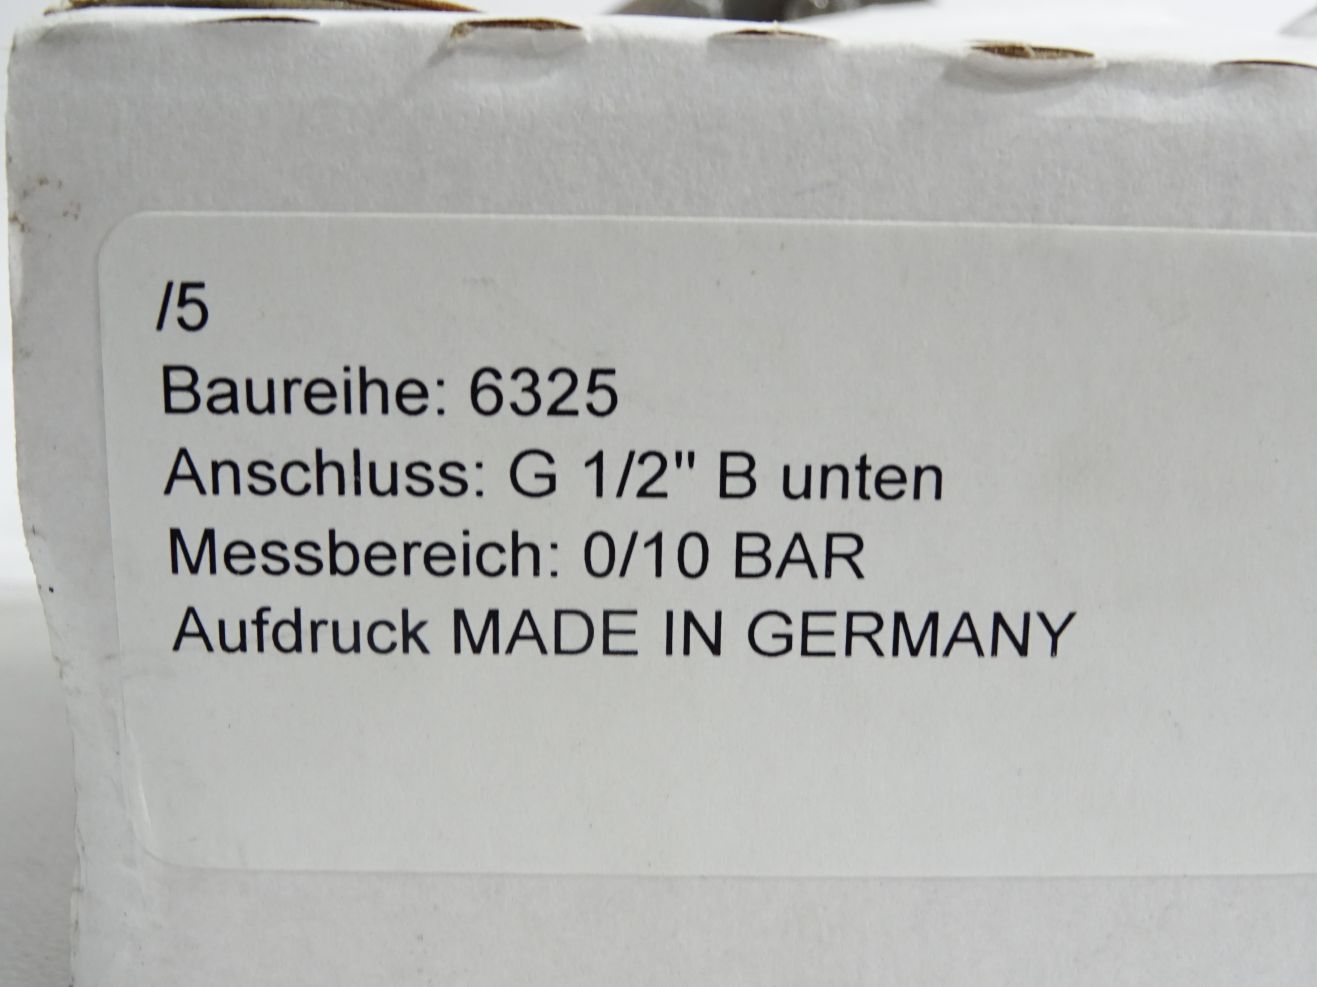 /5
Baureihe: 6325
Anschluss: G 1/2" B unten
Messbereich: 0/10 BAR
Aufdruck MADE IN GERMANY